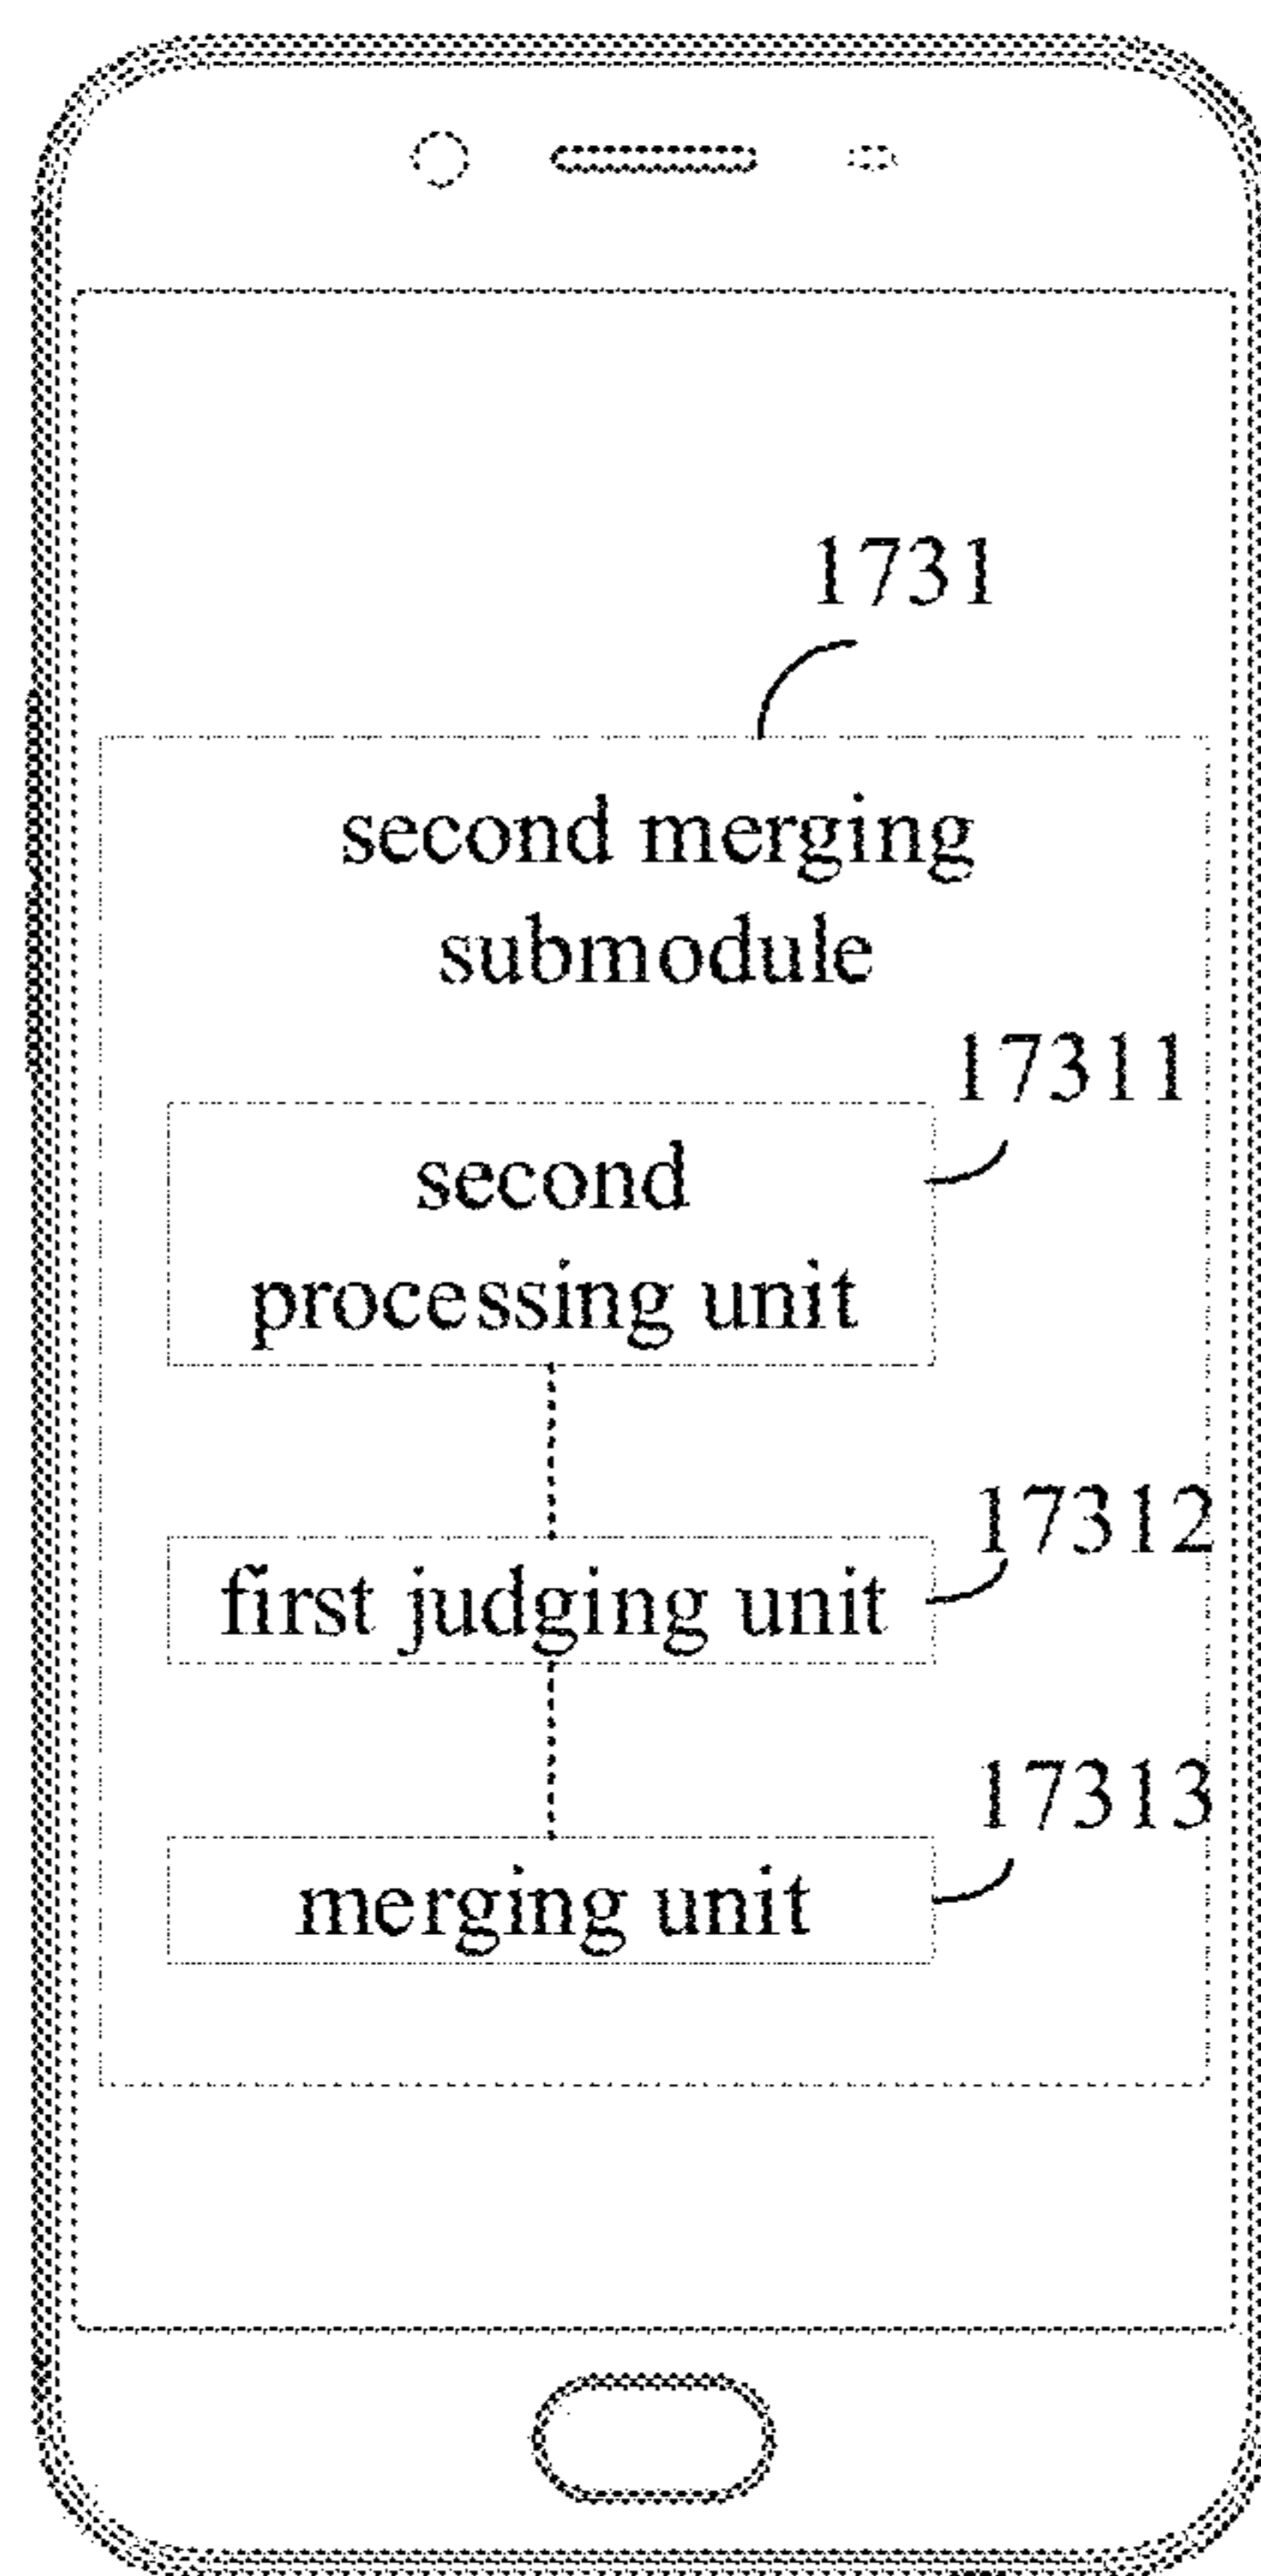 1731
second merging
submodule
17311
second
processing unit
17312
first judging unit
17313
merging unit